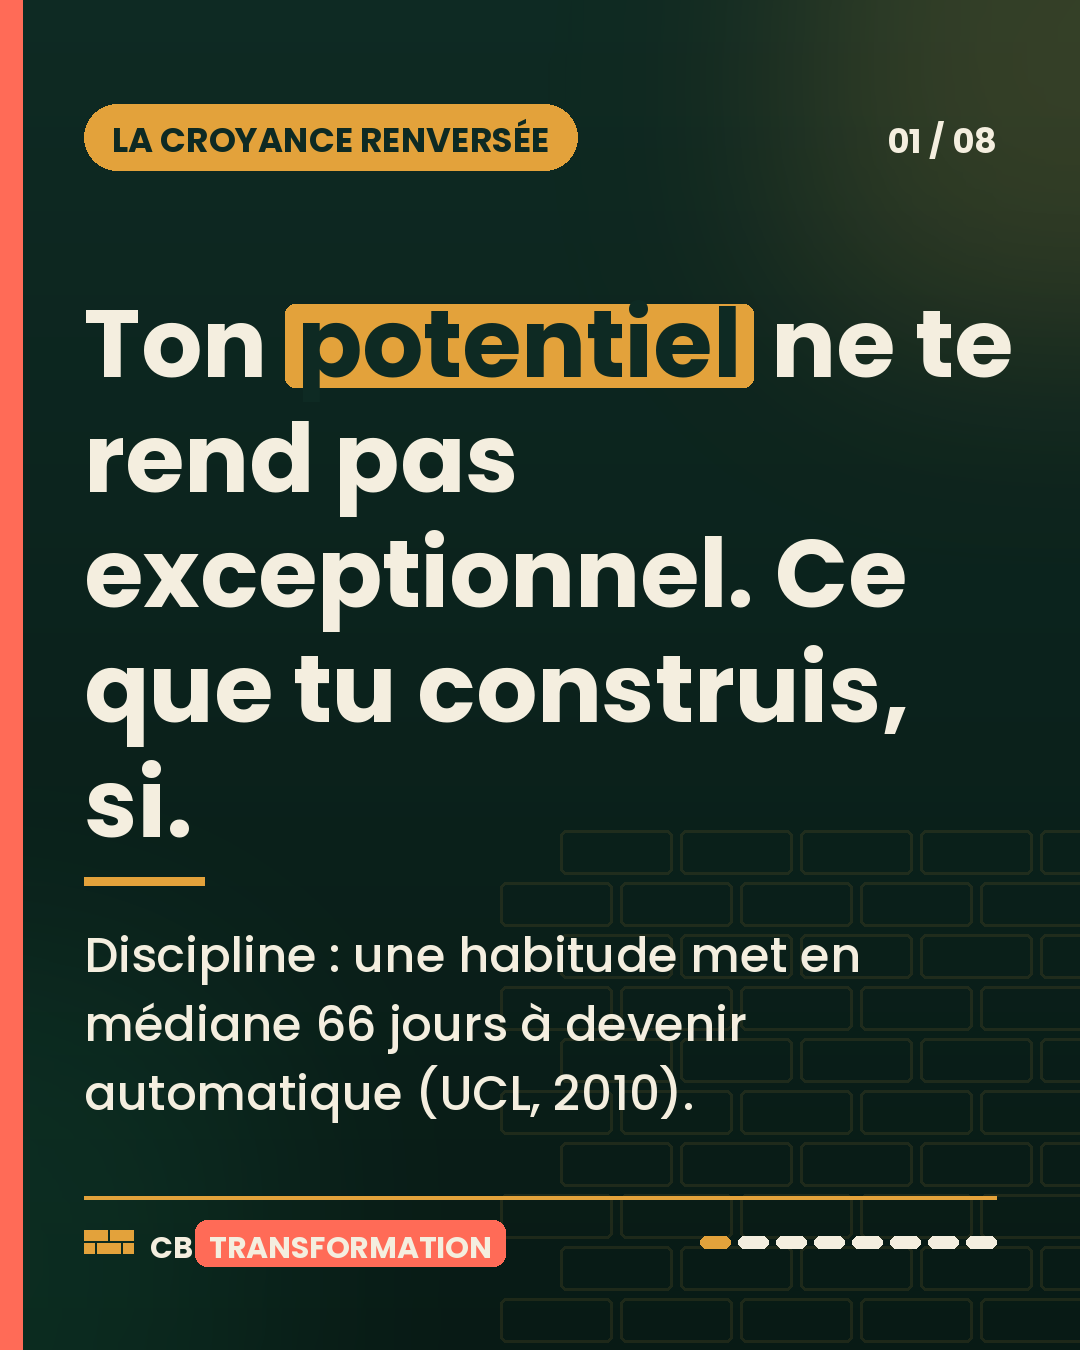 LA CROYANCE RENVERSÉE
01 / 08
Ton potentiel ne te
rend pas
exceptionnel. Ce
que tu construis,
si.
Discipline : une habitude met en
médiane 66 jours à devenir
automatique (UCL, 2010).
CB TRANSFORMATION